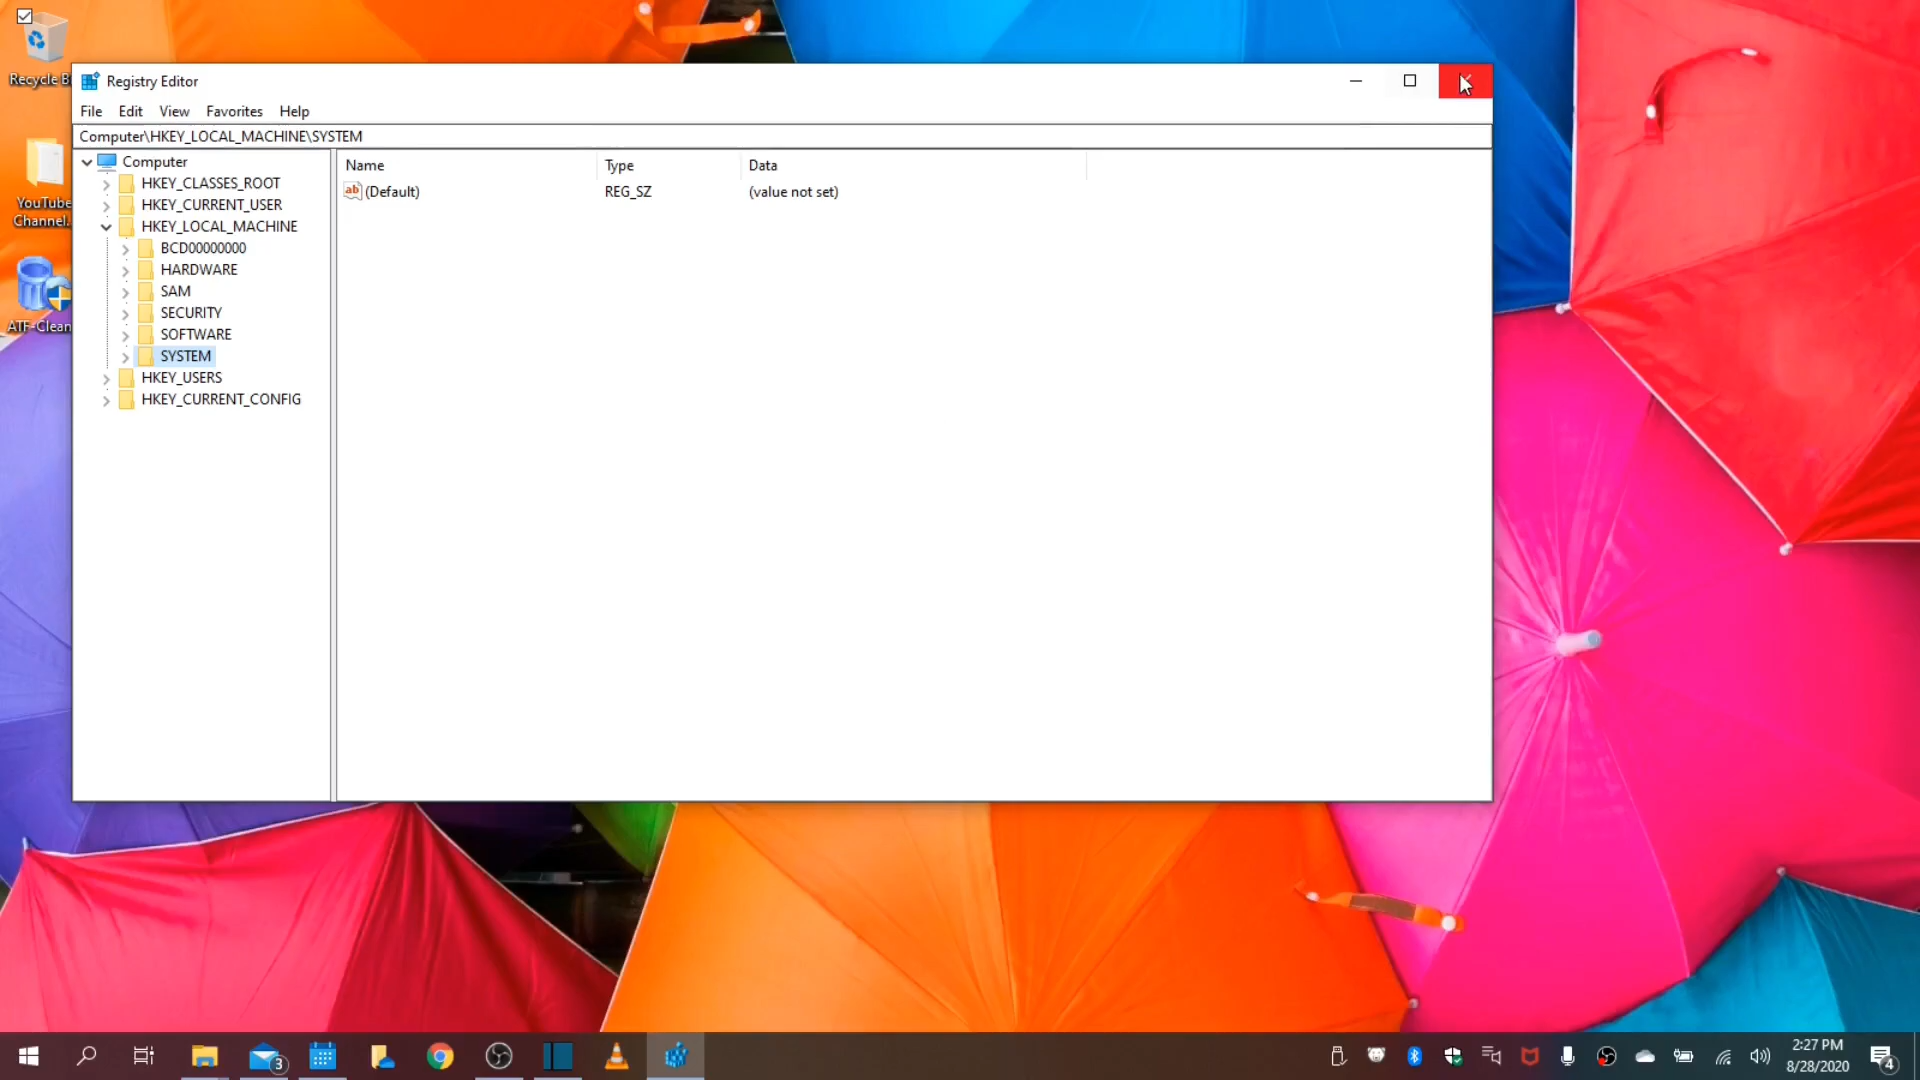 Recycle B
YouTube
Channel...
ATF-Clean
Registry Editor
File Edit View Favorites Help
Computer\HKEY_LOCAL_MACHINE\SYSTEM
Computer
HKEY_CLASSES_ROOT
HKEY_CURRENT_USER
HKEY_LOCAL_MACHINE
BCD00000000
HARDWARE
SAM
SECURITY
SOFTWARE
SYSTEM
HKEY_USERS
HKEY_CURRENT_CONFIG
Name Type Data
ab (Default) REG_SZ (value not set)
3
2:27 PM
8/28/2020
4